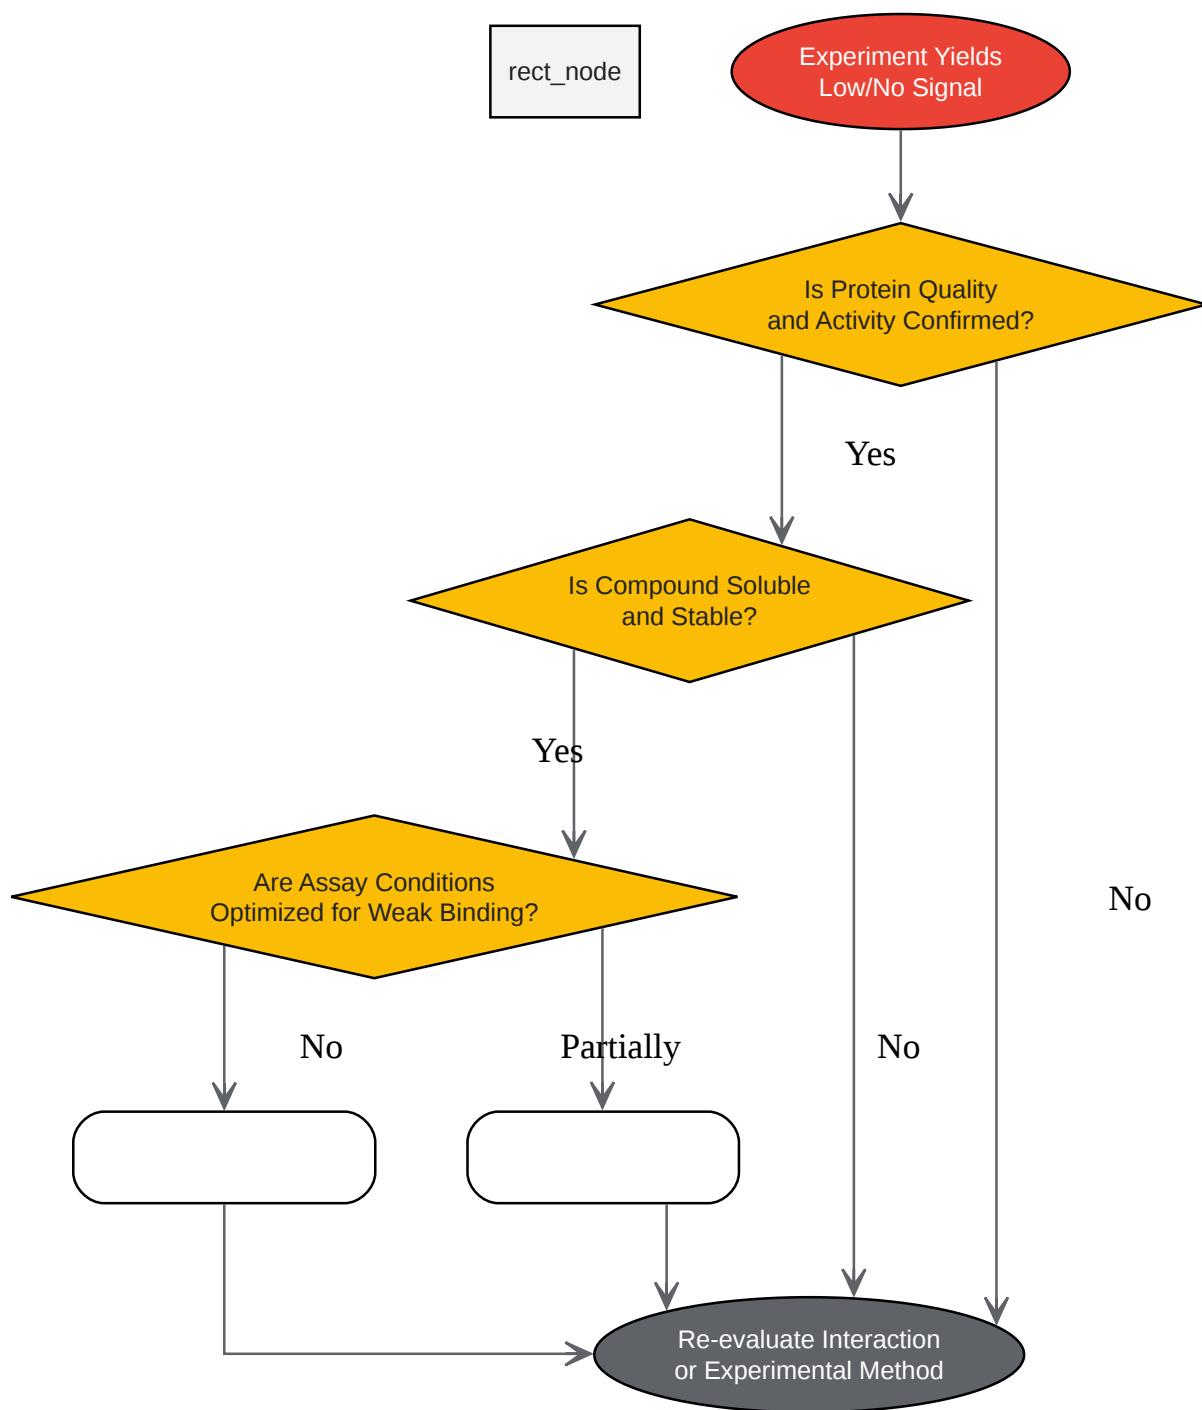 rect_node
Experiment Yields
Low/No Signal
Is Protein Quality
and Activity Confirmed?
Yes
Is Compound Soluble
and Stable?
Yes
Are Assay Conditions
Optimized for Weak Binding?
No
No
Partially
No
Re-evaluate Interaction
or Experimental Method